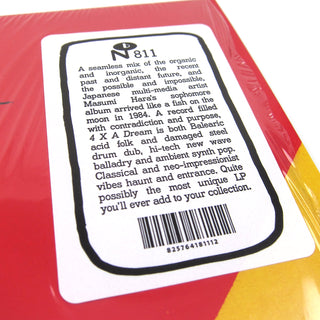 N 811
A seamless mix of the organic
and inorganic, the recent
past and distant future, and
the possible and impossible,
Japanese multi-media artist
Masumi Hara's sophomore
album arrived like a fish on the
moon in 1984. A record filled
with contradiction and purpose,
4 X A Dream is both Balearic
acid folk and damaged steel
drum dub, hi-tech new wave
balladry and ambient synth pop.
Classical and neo-impressionist
vibes haunt and entrance. Quite
possibly the most unique LP
you'll ever add to your collection.
825764181112